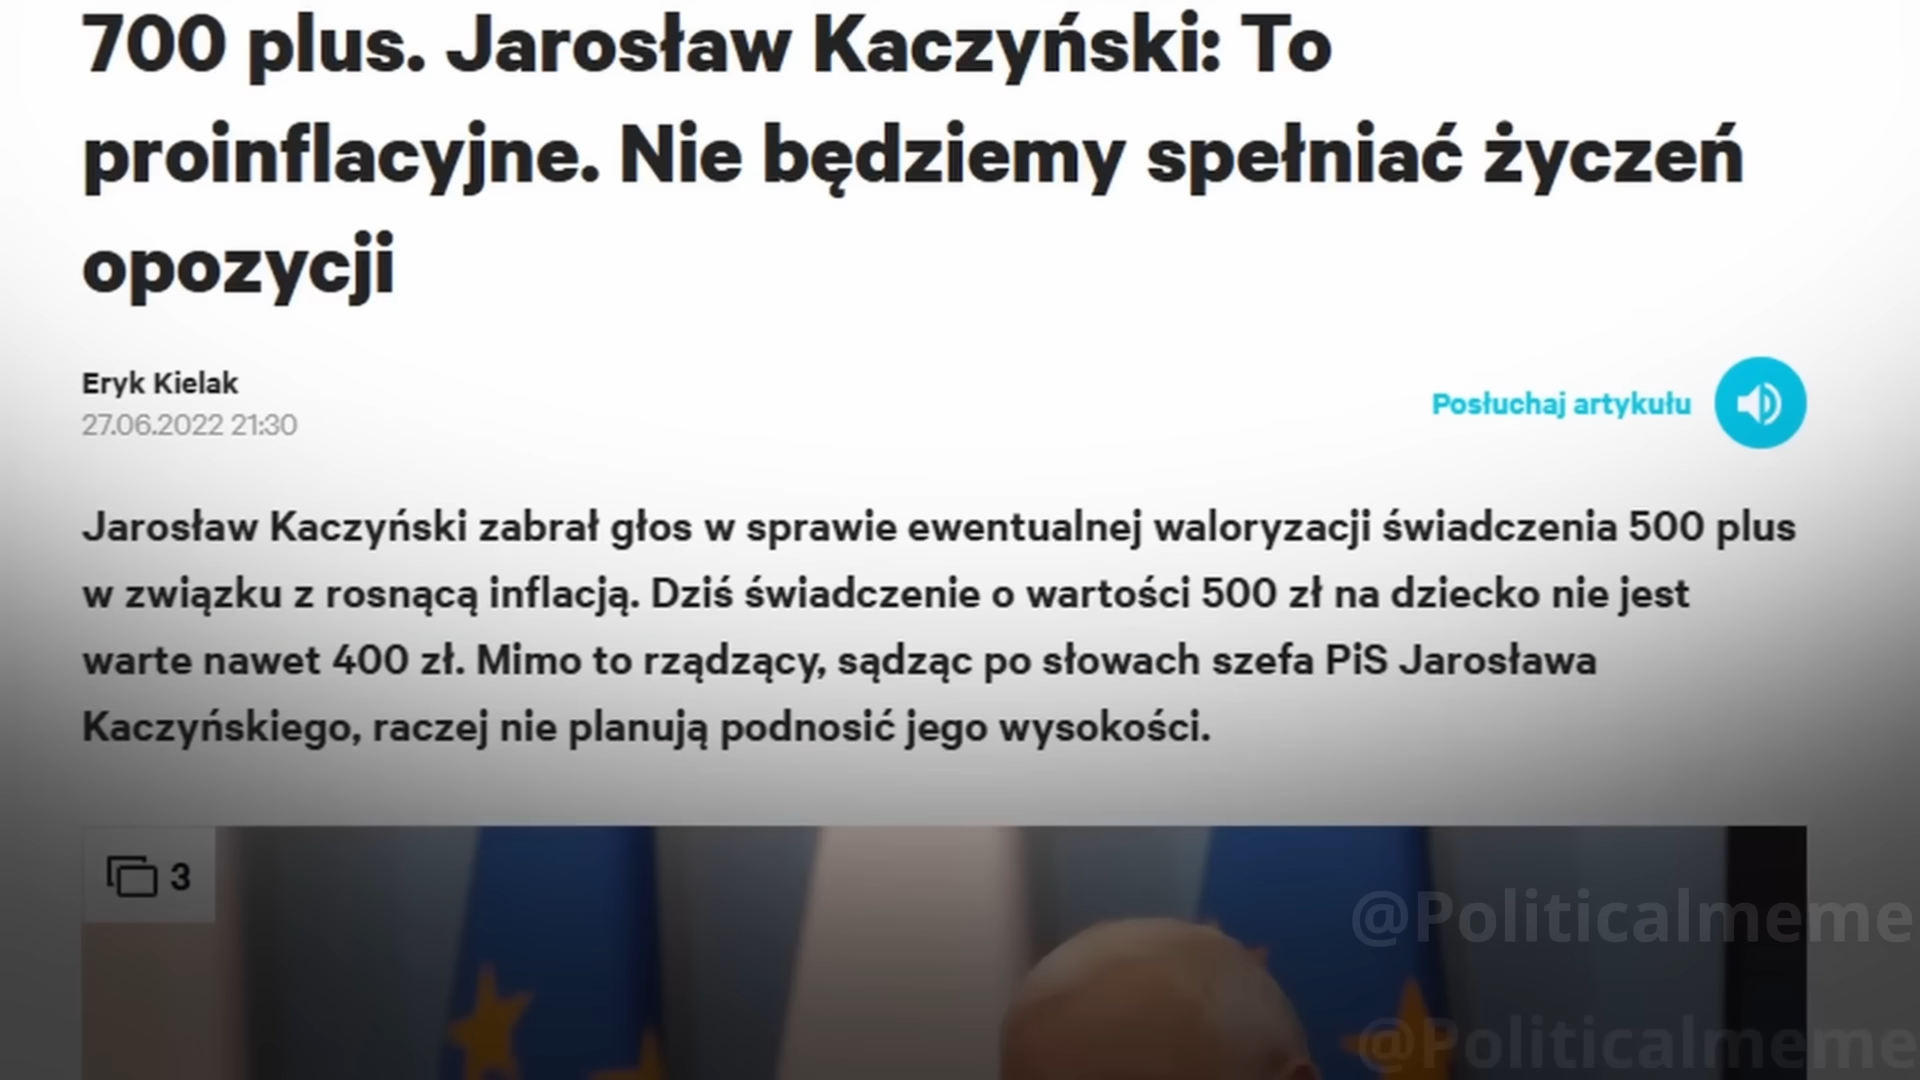 700 plus. Jarosław Kaczyński: To
proinflacyjne. Nie będziemy spełniać życzeń
opozycji
Eryk Kielak
27.06.2022 21:30
Posłuchaj artykułu
Jarosław Kaczyński zabrał głos w sprawie ewentualnej waloryzacji świadczenia 500 plus
w związku z rosnącą inflacją. Dziś świadczenie o wartości 500 zł na dziecko nie jest
warte nawet 400 zł. Mimo to rządzący, sądząc po słowach szefa PiS Jarosława
Kaczyńskiego, raczej nie planują podnosić jego wysokości.
3
@Politicalmeme
@Politicalmeme